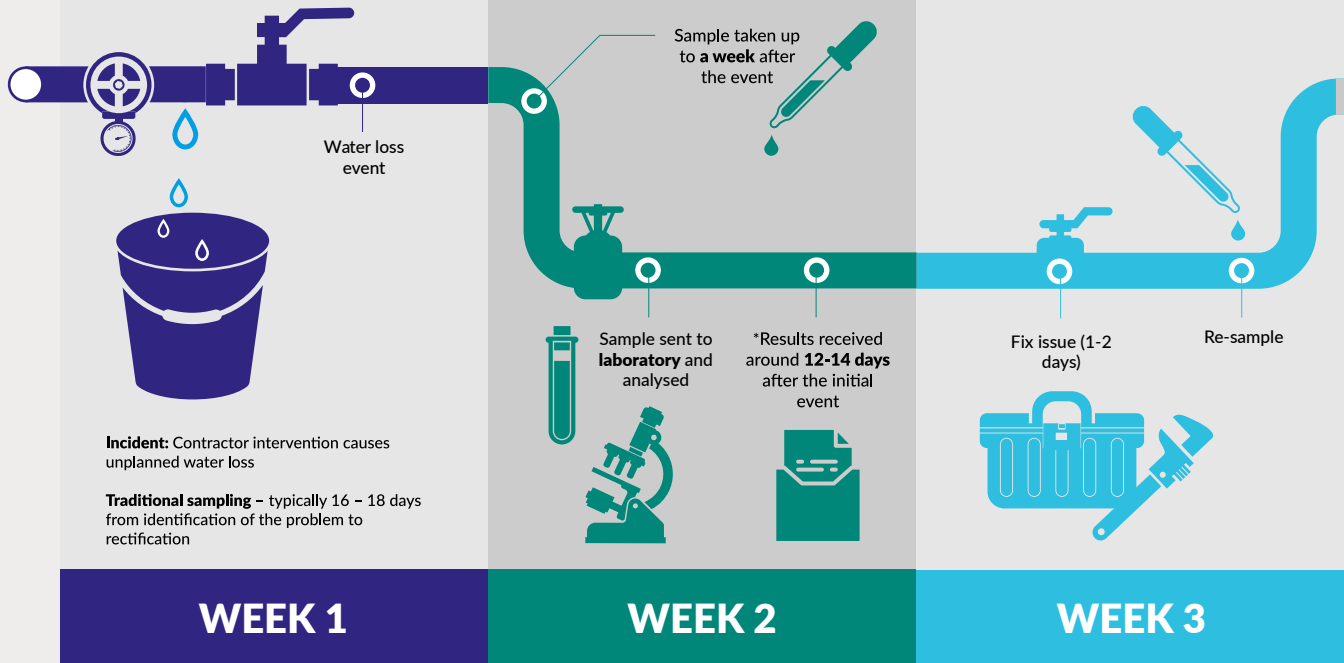 Water loss
event
Incident: Contractor intervention causes
unplanned water loss
Traditional sampling – typically 16 – 18 days
from identification of the problem to
rectification
WEEK 1
Sample taken up
to a week after
the event
Sample sent to
laboratory and
analysed
*Results received
around 12-14 days
after the initial
event
WEEK 2
Fix issue (1-2
days)
Re-sample
WEEK 3